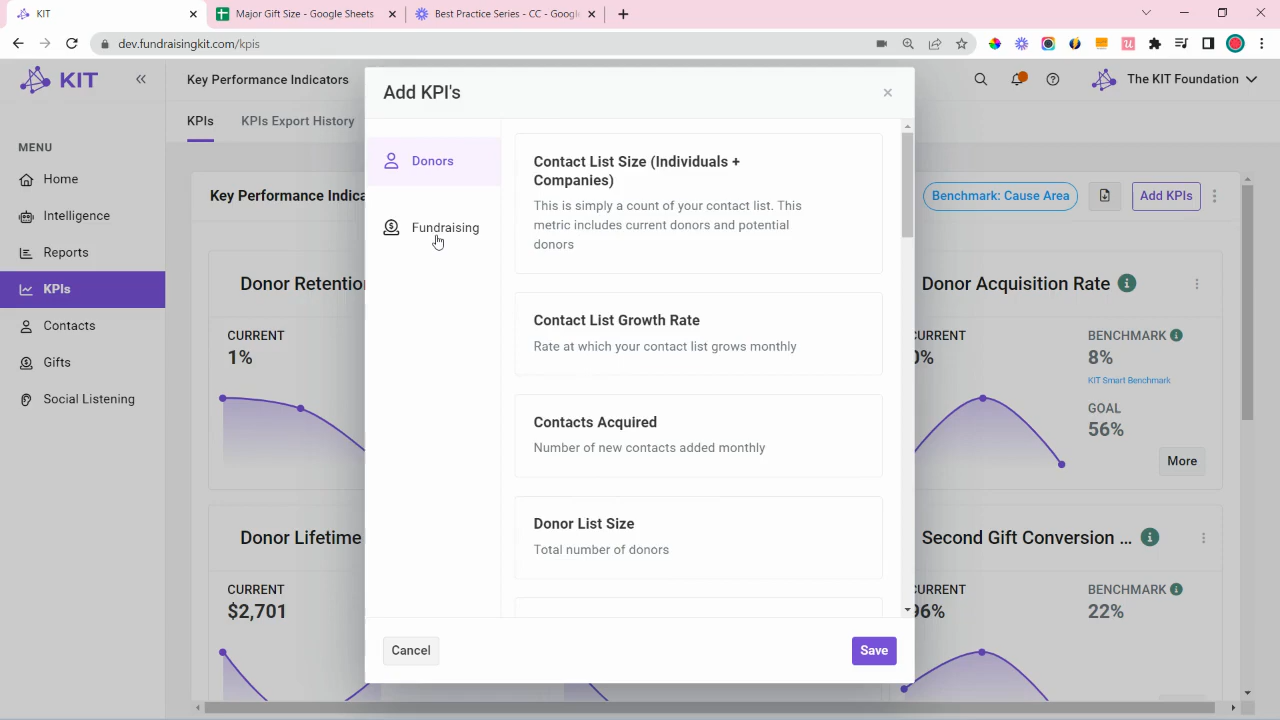 KIT
Major Gift Size - Google Sheets
Best Practice Series - CC - Google
dev.fundraisingkit.com/kpis
KIT
Key Performance Indicators
The KIT Foundation
KPIs
KPIs Export History
MENU
Home
Intelligence
Reports
KPIs
Contacts
Gifts
Social Listening
Key Performance Indica
Benchmark: Cause Area
Add KPIs
Donor Retention
CURRENT
1%
Donor Acquisition Rate
CURRENT
0%
BENCHMARK
8%
KIT Smart Benchmark
GOAL
56%
More
Donor Lifetime
CURRENT
$2,701
Second Gift Conversion ...
CURRENT
96%
BENCHMARK
22%
Add KPI's
Donors
Fundraising
Contact List Size (Individuals +
Companies)
This is simply a count of your contact list. This
metric includes current donors and potential
donors
Contact List Growth Rate
Rate at which your contact list grows monthly
Contacts Acquired
Number of new contacts added monthly
Donor List Size
Total number of donors
Cancel
Save